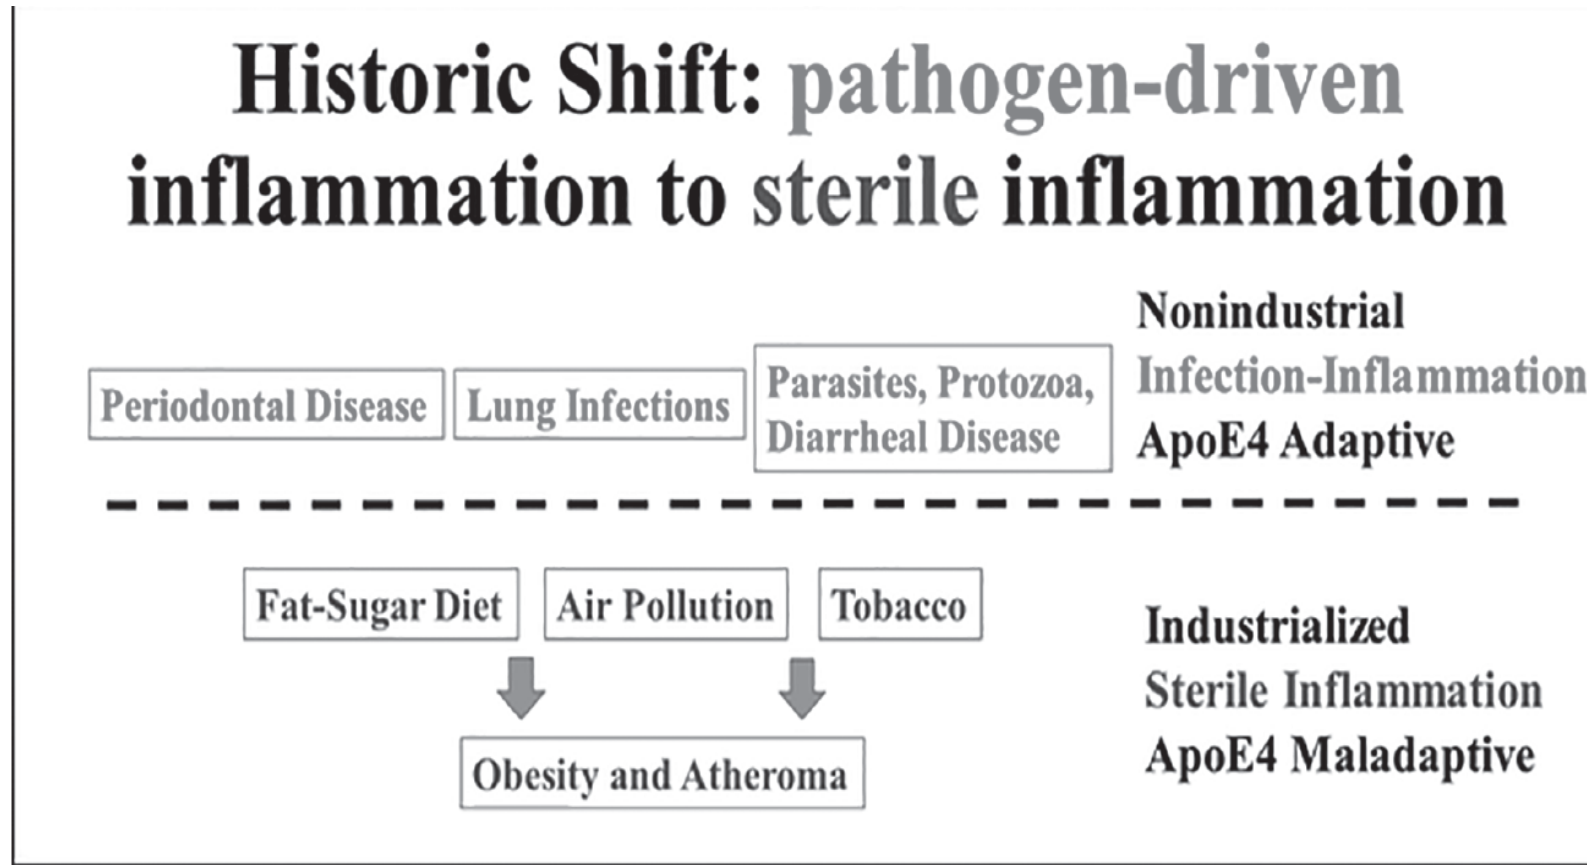 Historic Shift: pathogen-driven
inflammation to sterile inflammation
Nonindustrial
Infection-Inflammation
ApoE4 Adaptive
Periodontal Disease
Lung Infections
Parasites, Protozoa,
Diarrheal Disease
Fat-Sugar Diet
Air Pollution
Tobacco
Obesity and Atheroma
Industrialized
Sterile Inflammation
ApoE4 Maladaptive